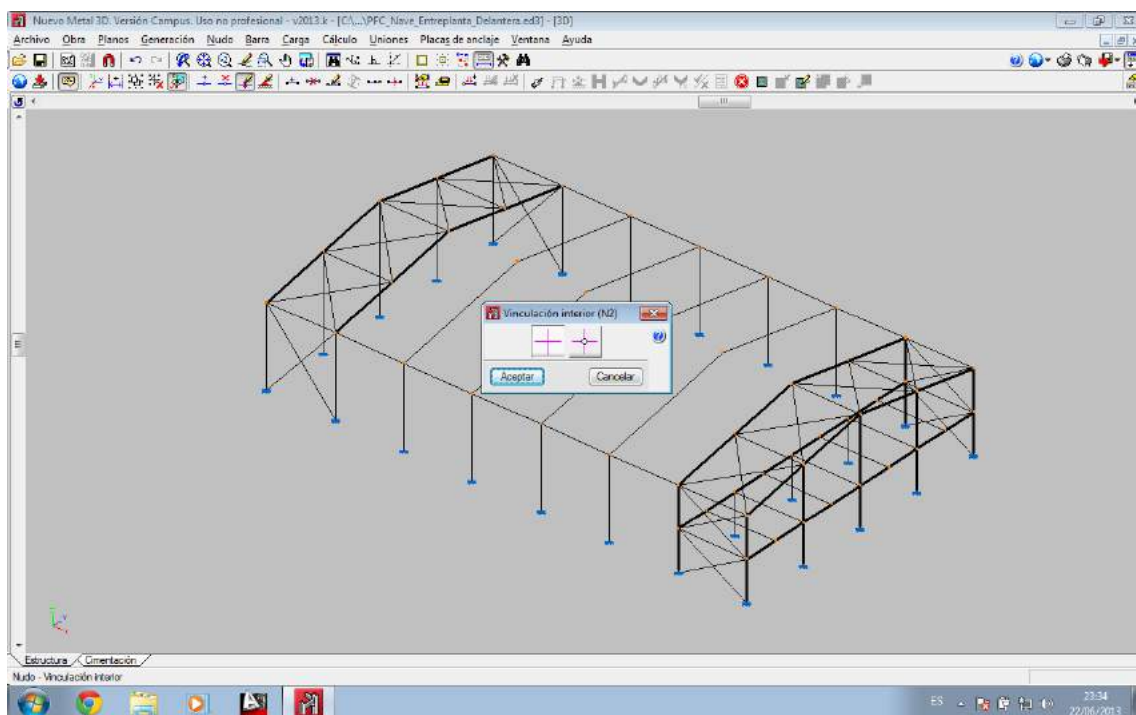 Nuevo Metal 3D. Versión Campus. Uso no profesional - v2013.k - [C:\...\PFC_Nave_Entreplanta_Delantera.ed3] - [3D]
Archivo Obra Planos Generación Nudo Barra Carga Cálculo Uniones Placas de anclaje Ventana Ayuda
Vinculación interior (N2)
Aceptar Cancelar
Estructura Cimentación
Nudo - Vinculación interior
ES 23:34
22/06/2013